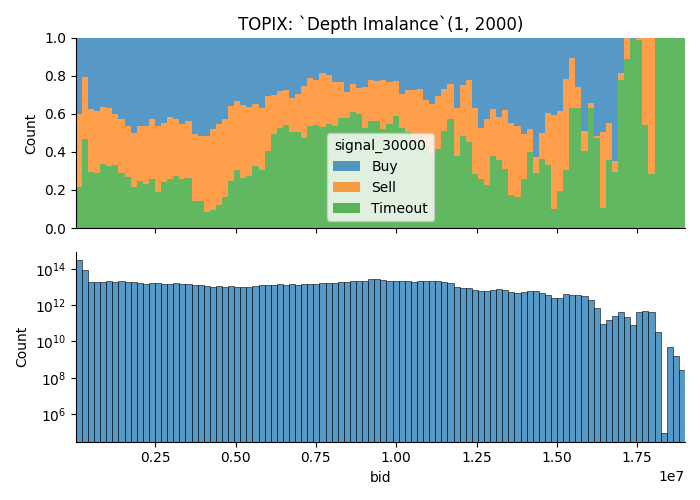 TOPIX: `Depth Imalance`(1, 2000)
1.0
0.8
0.6
0.4
0.2
0.0
Count
signal_30000
Buy
Sell
Timeout
10^14
10^12
10^10
10^8
10^6
Count
0.25 0.50 0.75 1.00 1.25 1.50 1.75
1e7
bid